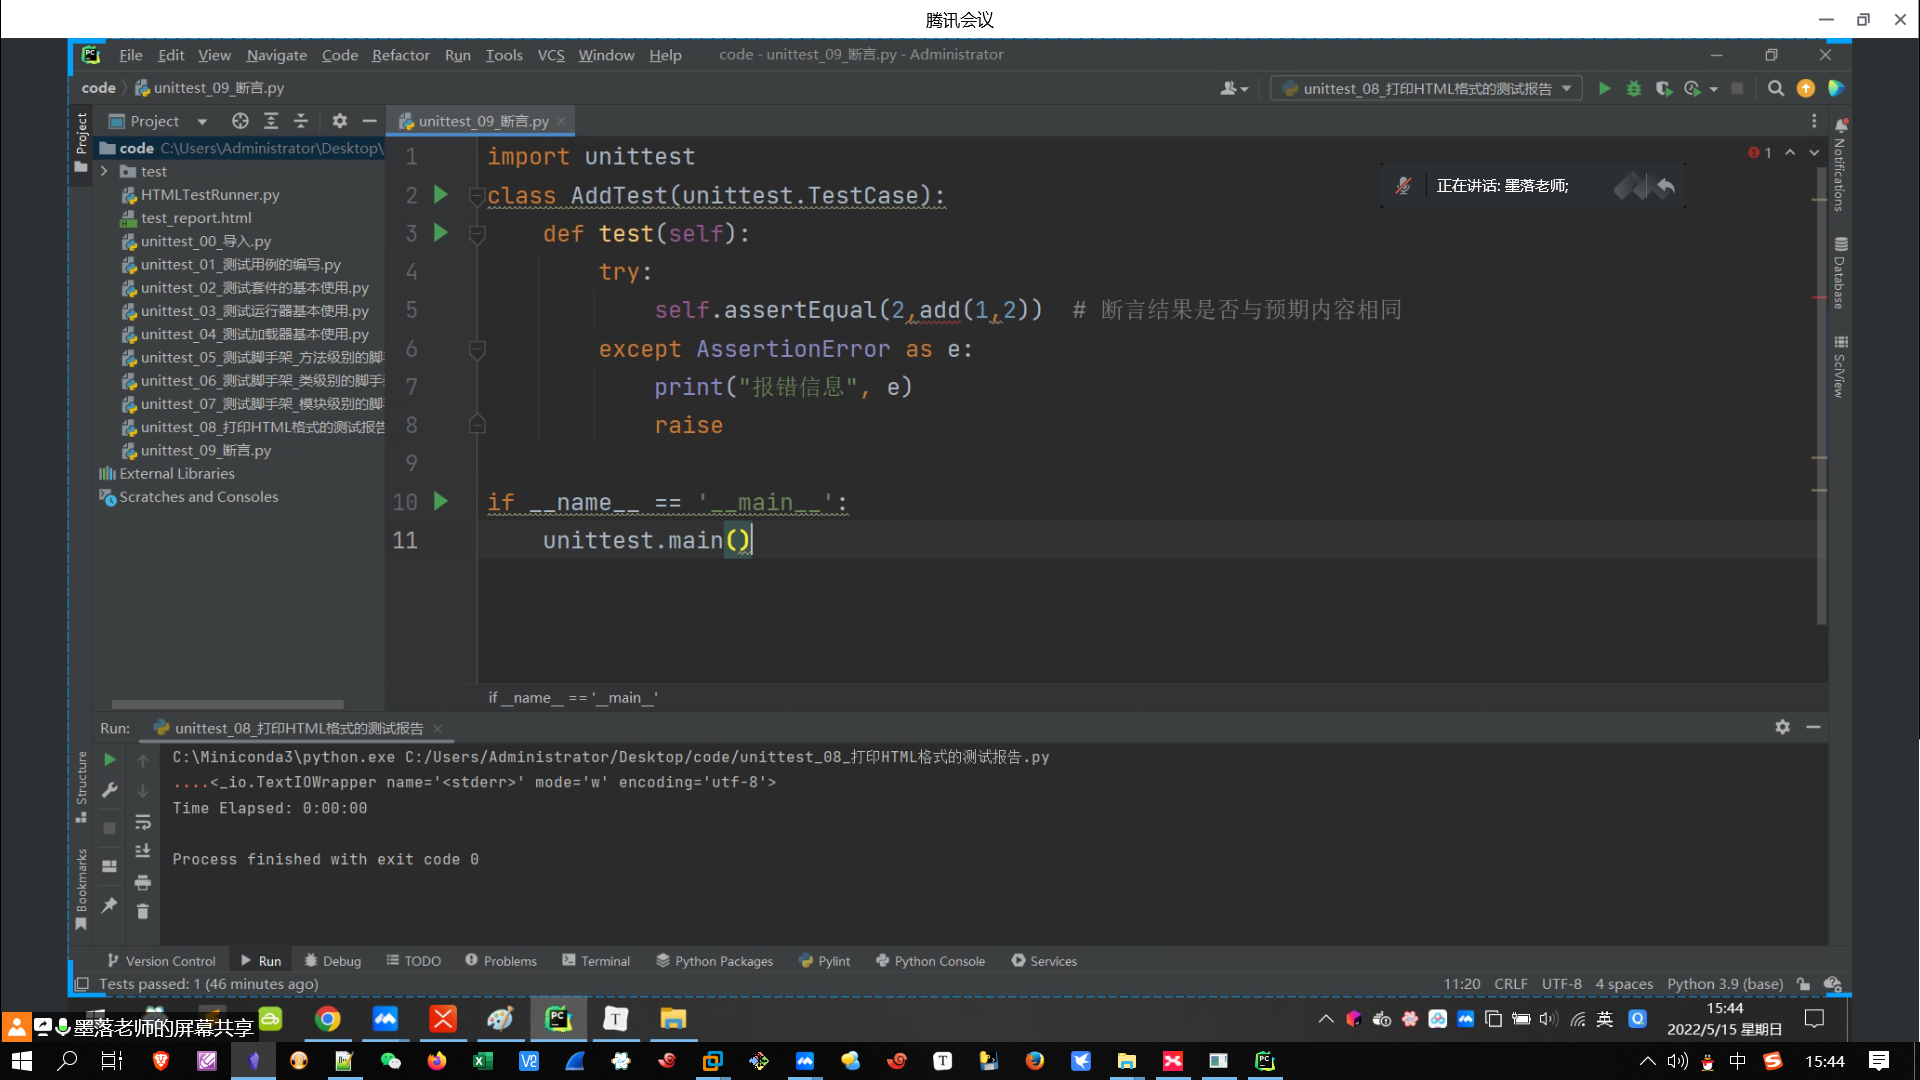 腾讯会议
File Edit View Navigate Code Refactor Run Tools VCS Window Help code - unittest_09_断言.py - Administrator
code unittest_09_断言.py
unittest_08_打印HTML格式的测试报告
Project
Project
unittest_09_断言.py
code C:\Users\Administrator\Desktop\
test
HTMLTestRunner.py
test_report.html
unittest_00_导入.py
unittest_01_测试用例的编写.py
unittest_02_测试套件的基本使用.py
unittest_03_测试运行器基本使用.py
unittest_04_测试加载器基本使用.py
unittest_05_测试脚手架_方法级别的脚
unittest_06_测试脚手架_类级别的脚手
unittest_07_测试脚手架_模块级别的脚
unittest_08_打印HTML格式的测试报告
unittest_09_断言.py
External Libraries
Scratches and Consoles
1 import unittest
2 class AddTest(unittest.TestCase):
3 def test(self):
4 try:
5 self.assertEqual(2,add(1,2)) # 断言结果是否与预期内容相同
6 except AssertionError as e:
7 print("报错信息", e)
8 raise
9
10 if __name__ == '__main__':
11 unittest.main()
1
正在讲话: 墨落老师;
Notifications
Database
SciView
if __name__ == '__main__'
Run: unittest_08_打印HTML格式的测试报告
C:\Miniconda3\python.exe C:/Users/Administrator/Desktop/code/unittest_08_打印HTML格式的测试报告.py
....<_io.TextIOWrapper name='<stderr>' mode='w' encoding='utf-8'>
Time Elapsed: 0:00:00
Process finished with exit code 0
Structure
Bookmarks
Version Control Run Debug TODO Problems Terminal Python Packages Pylint Python Console Services
Tests passed: 1 (46 minutes ago) 11:20 CRLF UTF-8 4 spaces Python 3.9 (base)
墨落老师的屏幕共享
英
15:44
2022/5/15 星期日
中
15:44